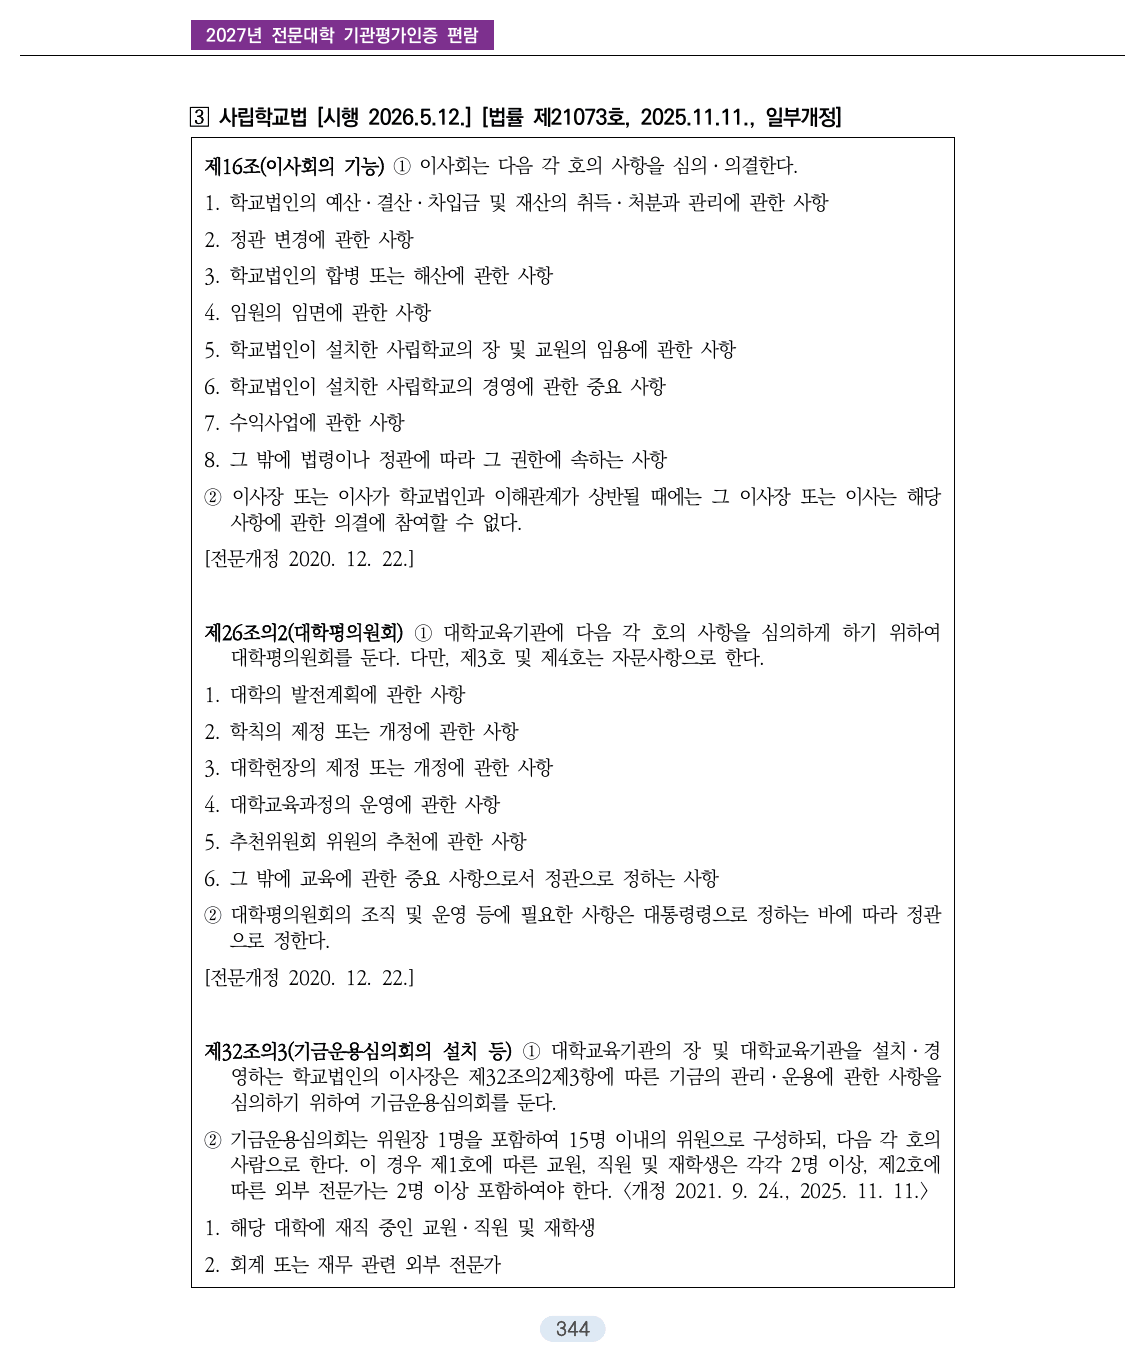 2027년 전문대학 기관평가인증 편람
3 사립학교법 [시행 2026.5.12.] [법률 제21073호, 2025.11.11., 일부개정]
제16조(이사회의 기능) ① 이사회는 다음 각 호의 사항을 심의·의결한다.
1. 학교법인의 예산·결산·차입금 및 재산의 취득·처분과 관리에 관한 사항
2. 정관 변경에 관한 사항
3. 학교법인의 합병 또는 해산에 관한 사항
4. 임원의 임면에 관한 사항
5. 학교법인이 설치한 사립학교의 장 및 교원의 임용에 관한 사항
6. 학교법인이 설치한 사립학교의 경영에 관한 중요 사항
7. 수익사업에 관한 사항
8. 그 밖에 법령이나 정관에 따라 그 권한에 속하는 사항
② 이사장 또는 이사가 학교법인과 이해관계가 상반될 때에는 그 이사장 또는 이사는 해당
사항에 관한 의결에 참여할 수 없다.
[전문개정 2020. 12. 22.]
제26조의2(대학평의원회) ① 대학교육기관에 다음 각 호의 사항을 심의하게 하기 위하여
대학평의원회를 둔다. 다만, 제3호 및 제4호는 자문사항으로 한다.
1. 대학의 발전계획에 관한 사항
2. 학칙의 제정 또는 개정에 관한 사항
3. 대학헌장의 제정 또는 개정에 관한 사항
4. 대학교육과정의 운영에 관한 사항
5. 추천위원회 위원의 추천에 관한 사항
6. 그 밖에 교육에 관한 중요 사항으로서 정관으로 정하는 사항
② 대학평의원회의 조직 및 운영 등에 필요한 사항은 대통령령으로 정하는 바에 따라 정관
으로 정한다.
[전문개정 2020. 12. 22.]
제32조의3(기금운용심의회의 설치 등) ① 대학교육기관의 장 및 대학교육기관을 설치·경
영하는 학교법인의 이사장은 제32조의2제3항에 따른 기금의 관리·운용에 관한 사항을
심의하기 위하여 기금운용심의회를 둔다.
② 기금운용심의회는 위원장 1명을 포함하여 15명 이내의 위원으로 구성하되, 다음 각 호의
사람으로 한다. 이 경우 제1호에 따른 교원, 직원 및 재학생은 각각 2명 이상, 제2호에
따른 외부 전문가는 2명 이상 포함하여야 한다.〈개정 2021. 9. 24., 2025. 11. 11.〉
1. 해당 대학에 재직 중인 교원·직원 및 재학생
2. 회계 또는 재무 관련 외부 전문가
344